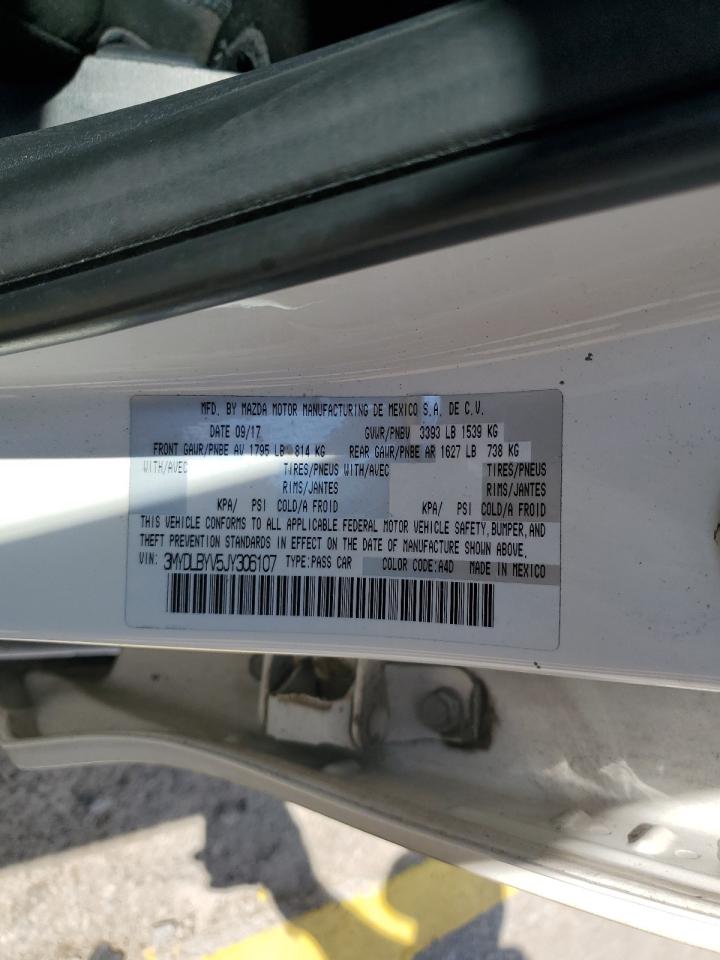 MFD. BY MAZDA MOTOR MANUFACTURING DE MEXICO S.A. DE C.V.
DATE 09/17 GVWR/PNBV 3393 LB 1539 KG
FRONT GAWR/PNBE AV 1795 LB 814 KG REAR GAWR/PNBE AR 1627 LB 738 KG
WITH/AVEC TIRES/PNEUS WITH/AVEC TIRES/PNEUS
RIMS/JANTES RIMS/JANTES
KPA/ PSI COLD/A FROID KPA/ PSI COLD/A FROID
THIS VEHICLE CONFORMS TO ALL APPLICABLE FEDERAL MOTOR VEHICLE SAFETY, BUMPER, AND
THEFT PREVENTION STANDARDS IN EFFECT ON THE DATE OF MANUFACTURE SHOWN ABOVE.
VIN: 3MYDLBYV5JY306107 TYPE:PASS CAR COLOR CODE:A4D MADE IN MEXICO